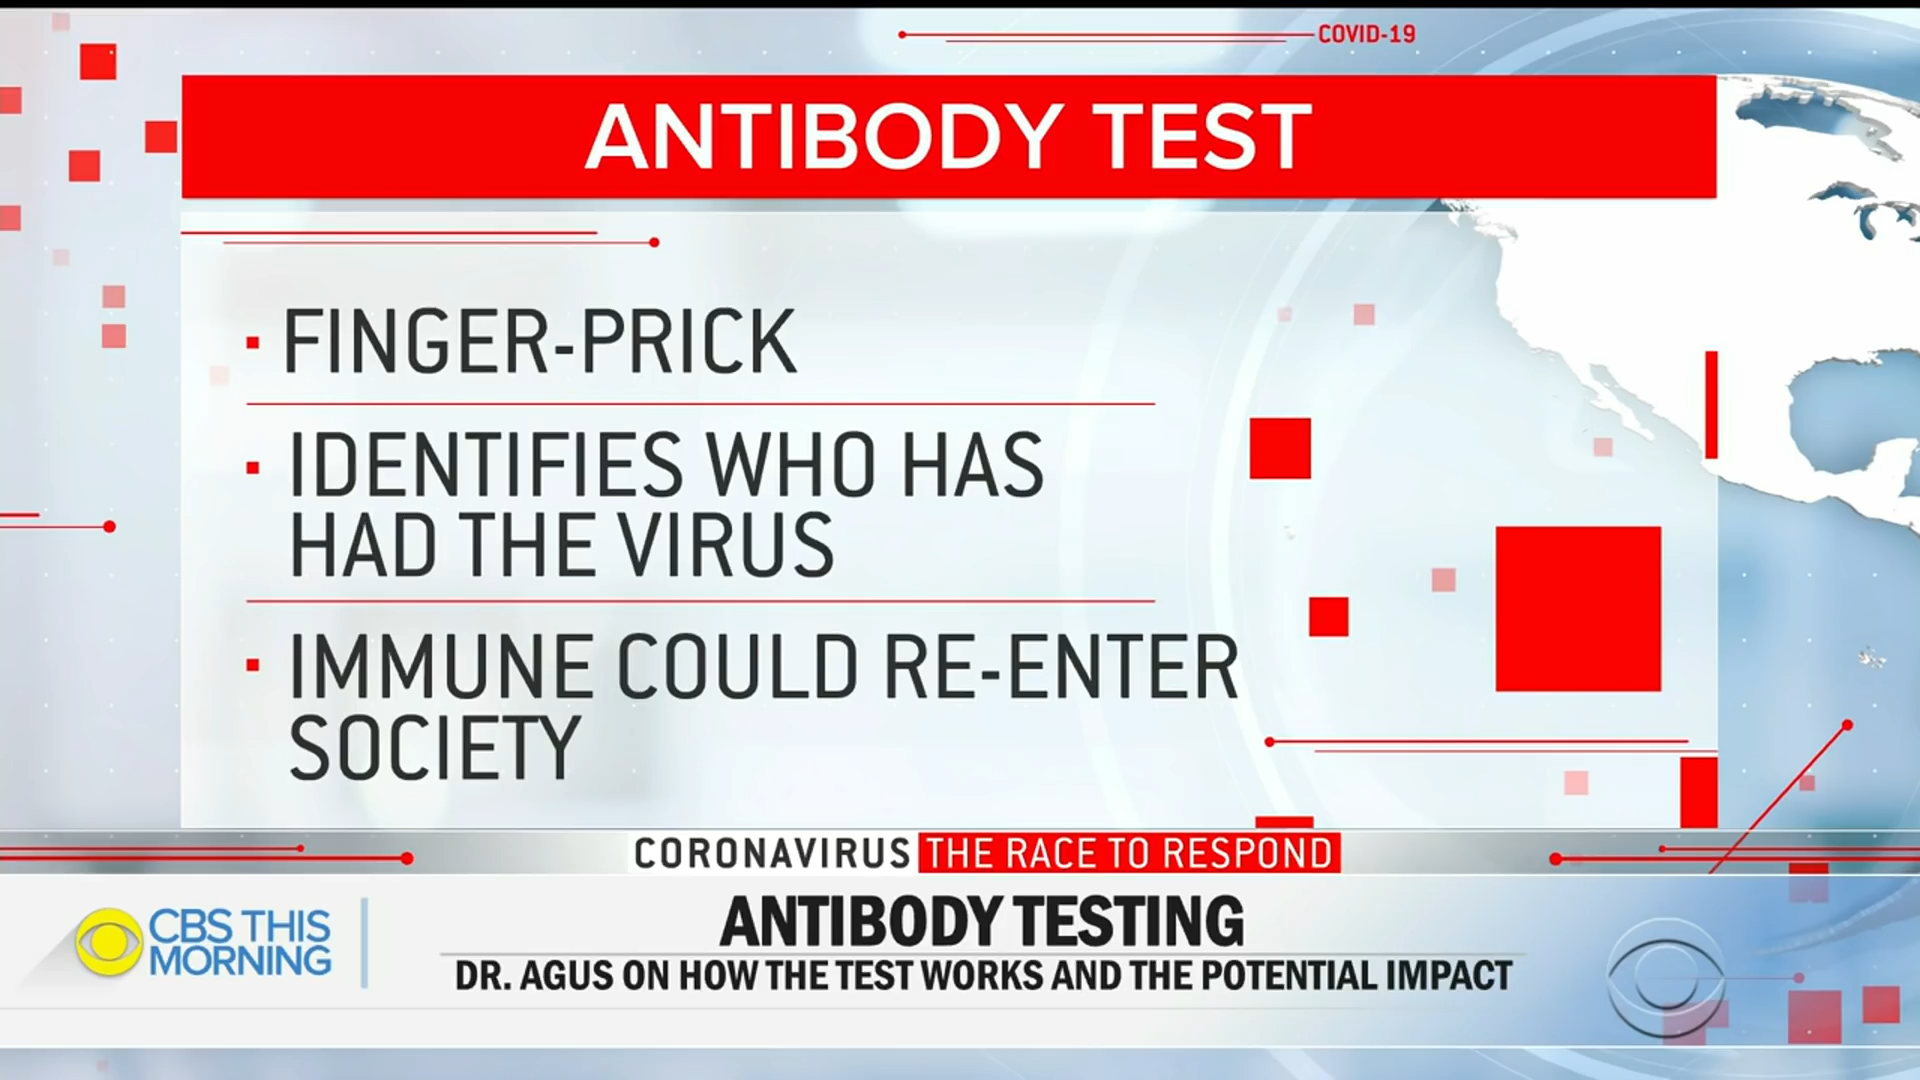 COVID-19
ANTIBODY TEST
FINGER-PRICK
IDENTIFIES WHO HAS
HAD THE VIRUS
IMMUNE COULD RE-ENTER
SOCIETY
CORONAVIRUS THE RACE TO RESPOND
CBS THIS
MORNING
ANTIBODY TESTING
DR. AGUS ON HOW THE TEST WORKS AND THE POTENTIAL IMPACT